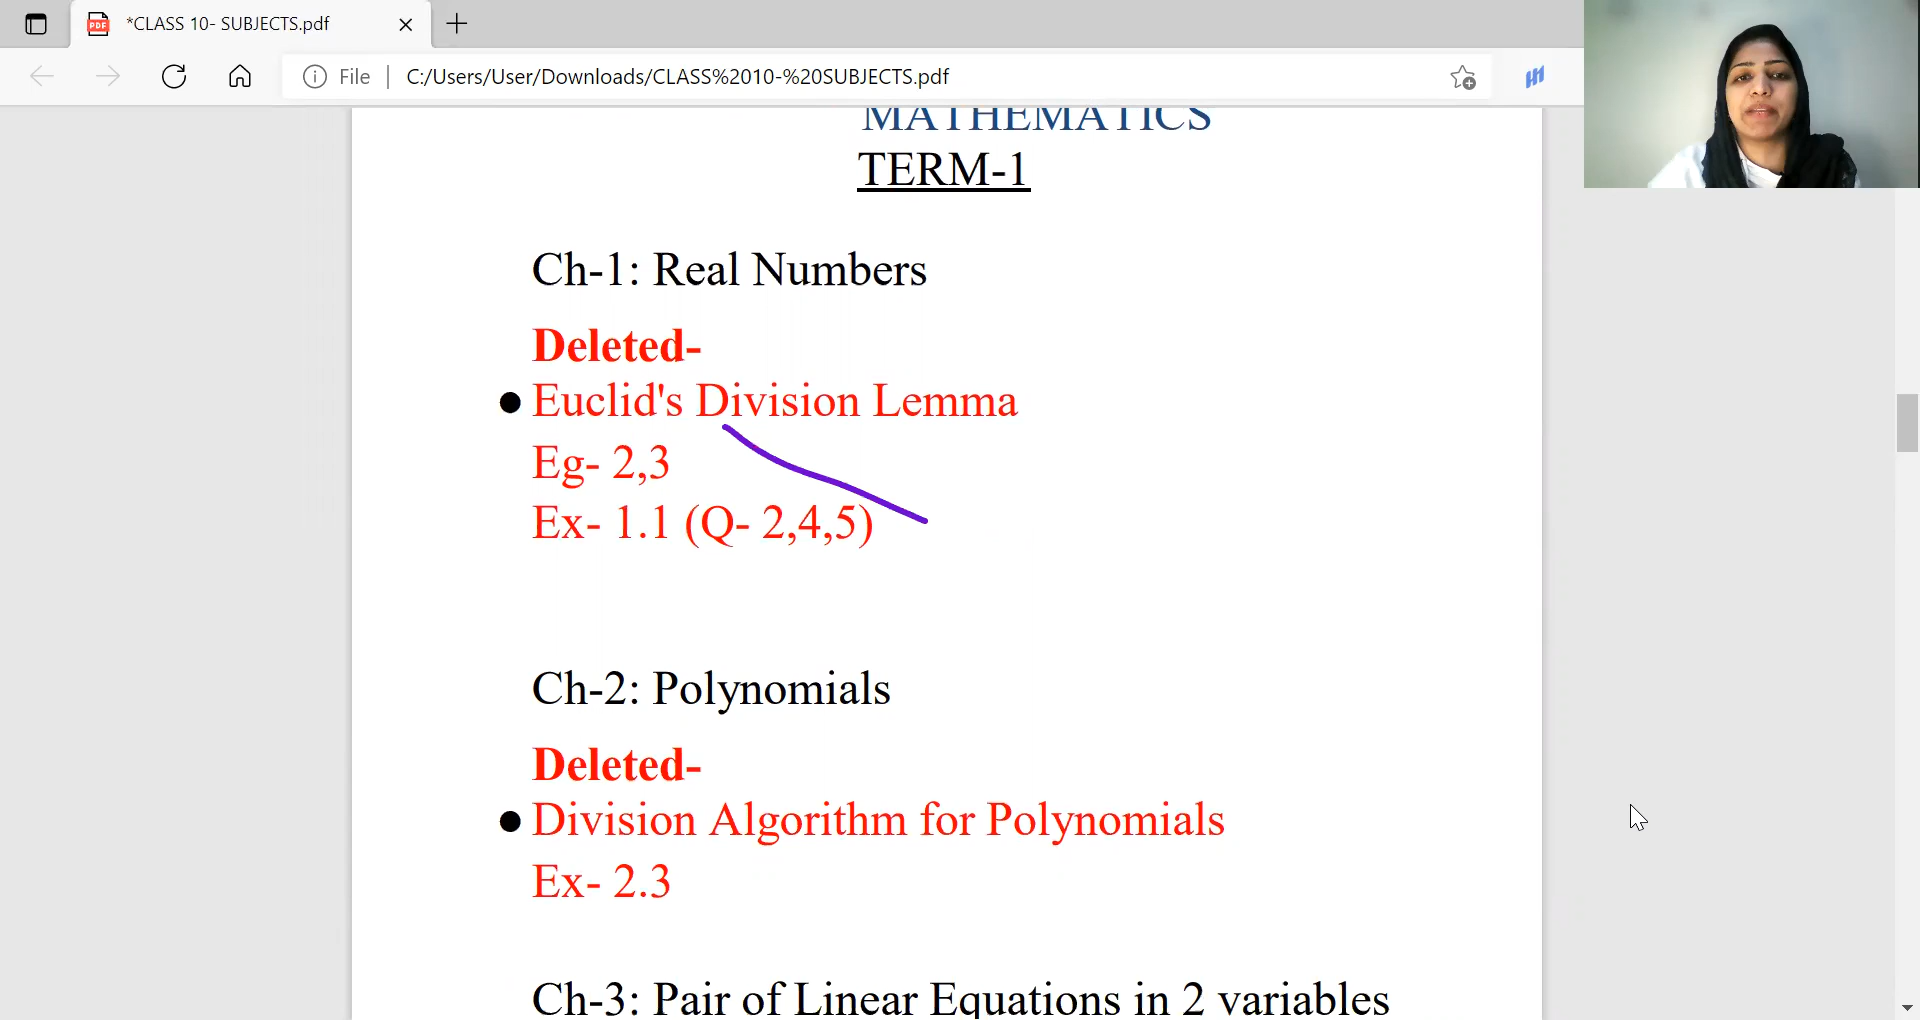 *CLASS 10- SUBJECTS.pdf
File | C:/Users/User/Downloads/CLASS%2010-%20SUBJECTS.pdf
MATHEMATICS
TERM-1
Ch-1: Real Numbers
Deleted-
● Euclid's Division Lemma
Eg- 2,3
Ex- 1.1 (Q- 2,4,5)
Ch-2: Polynomials
Deleted-
● Division Algorithm for Polynomials
Ex- 2.3
Ch-3: Pair of Linear Equations in 2 variables